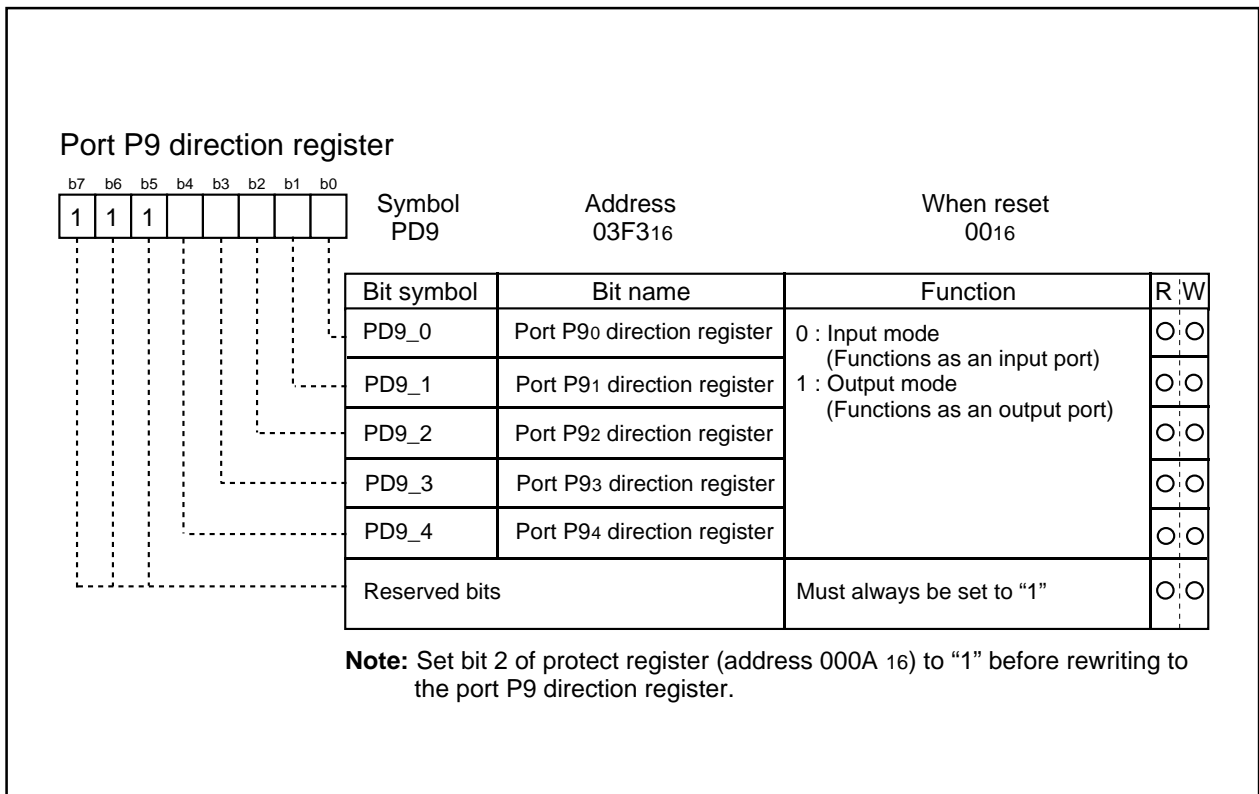 Port P9 direction register
b7 b6 b5 b4 b3 b2 b1 b0
1 1 1
Symbol Address When reset
PD9 03F316 0016
Bit symbol Bit name Function R W
PD9_0 Port P90 direction register 0 : Input mode
(Functions as an input port)
PD9_1 Port P91 direction register 1 : Output mode
(Functions as an output port)
PD9_2 Port P92 direction register
PD9_3 Port P93 direction register
PD9_4 Port P94 direction register
Reserved bits Must always be set to “1”
Note: Set bit 2 of protect register (address 000A 16) to “1” before rewriting to
the port P9 direction register.